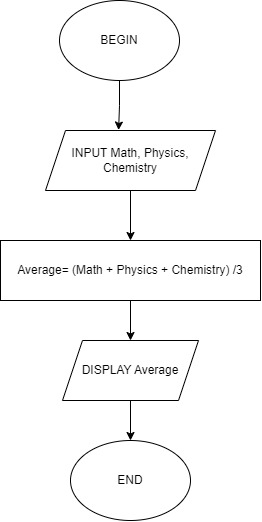 BEGIN
INPUT Math, Physics,
Chemistry
Average= (Math + Physics + Chemistry) /3
DISPLAY Average
END